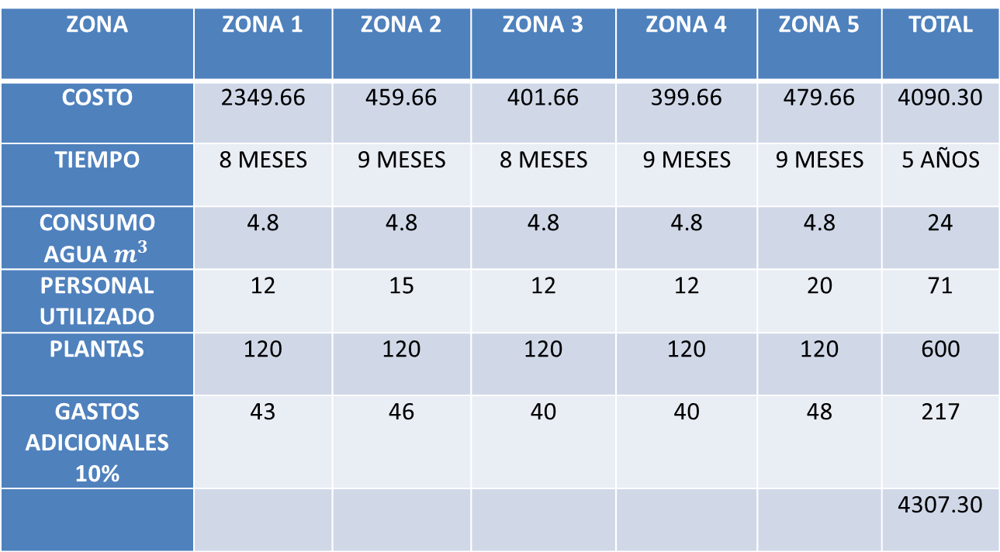 ZONA ZONA 1 ZONA 2 ZONA 3 ZONA 4 ZONA 5 TOTAL
COSTO 2349.66 459.66 401.66 399.66 479.66 4090.30
TIEMPO 8 MESES 9 MESES 8 MESES 9 MESES 9 MESES 5 AÑOS
CONSUMO 4.8 4.8 4.8 4.8 4.8 24
AGUA m³
PERSONAL 12 15 12 12 20 71
UTILIZADO
PLANTAS 120 120 120 120 120 600
GASTOS 43 46 40 40 48 217
ADICIONALES
10%
4307.30